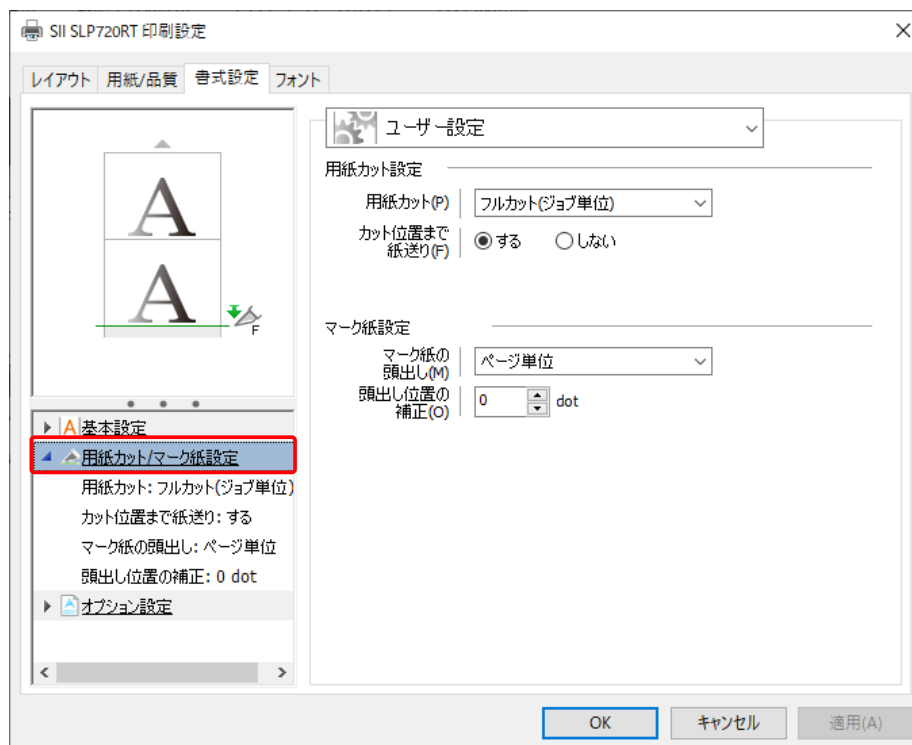 SII SLP720RT 印刷設定
レイアウト 用紙/品質 書式設定 フォント
A
A
F
基本設定
用紙カット/マーク紙設定
用紙カット: フルカット(ジョブ単位)
カット位置まで紙送り: する
マーク紙の頭出し: ページ単位
頭出し位置の補正: 0 dot
オプション設定
ユーザー設定
用紙カット設定
用紙カット(P) フルカット(ジョブ単位)
カット位置まで
紙送り(F) する しない
マーク紙設定
マーク紙の
頭出し(M) ページ単位
頭出し位置の
補正(O) 0 dot
OK キャンセル 適用(A)